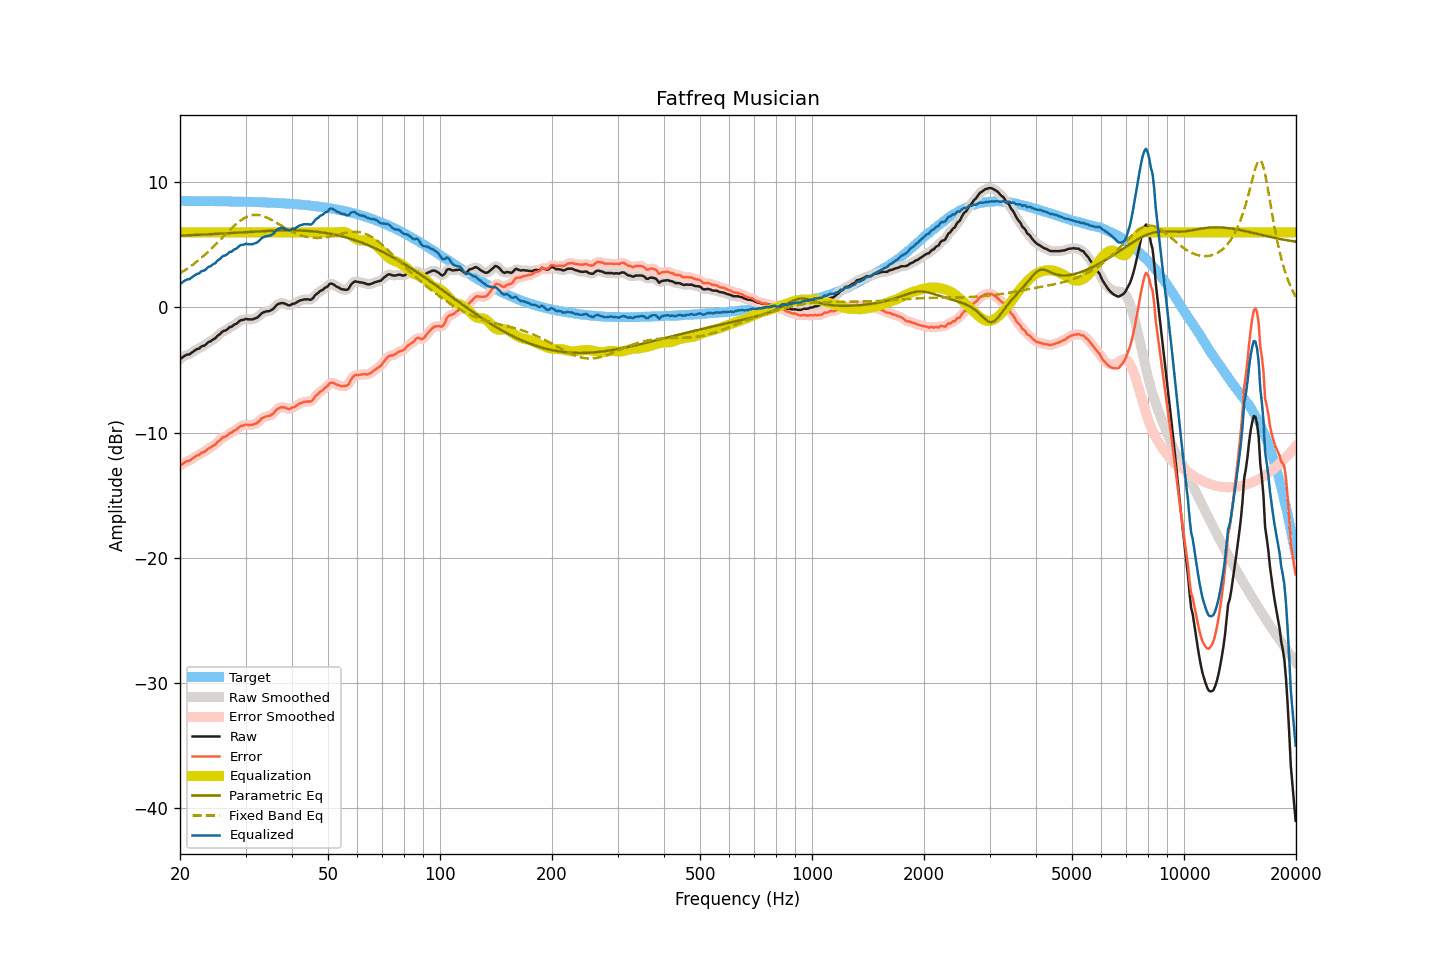 Fatfreq Musician
Amplitude (dBr)
10
0
−10
−20
−30
−40
Target
Raw Smoothed
Error Smoothed
Raw
Error
Equalization
Parametric Eq
Fixed Band Eq
Equalized
20 50 100 200 500 1000 2000 5000 10000 20000
Frequency (Hz)